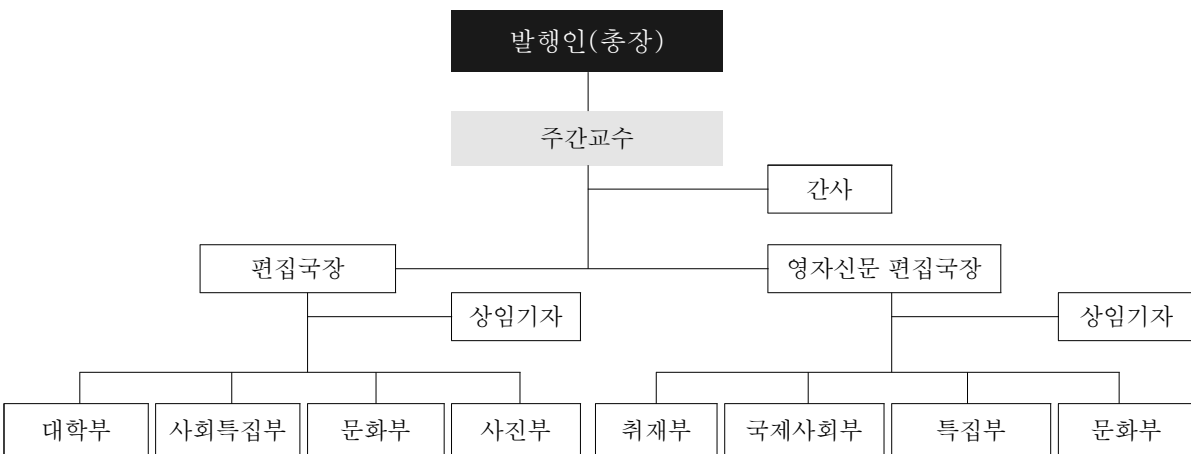 발행인(총장)
주간교수
간사
편집국장
영자신문 편집국장
상임기자
상임기자
대학부
사회특집부
문화부
사진부
취재부
국제사회부
특집부
문화부